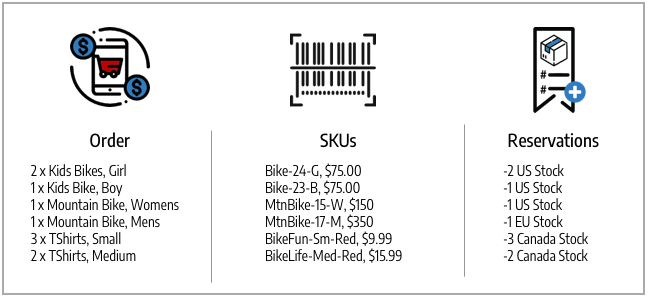 $
$
#
#
Order
2 x Kids Bikes, Girl
1 x Kids Bike, Boy
1 x Mountain Bike, Womens
1 x Mountain Bike, Mens
3 x TShirts, Small
2 x TShirts, Medium
SKUs
Bike-24-G, $75.00
Bike-23-B, $75.00
MtnBike-15-W, $150
MtnBike-17-M, $350
BikeFun-Sm-Red, $9.99
BikeLife-Med-Red, $15.99
Reservations
-2 US Stock
-1 US Stock
-1 US Stock
-1 EU Stock
-3 Canada Stock
-2 Canada Stock